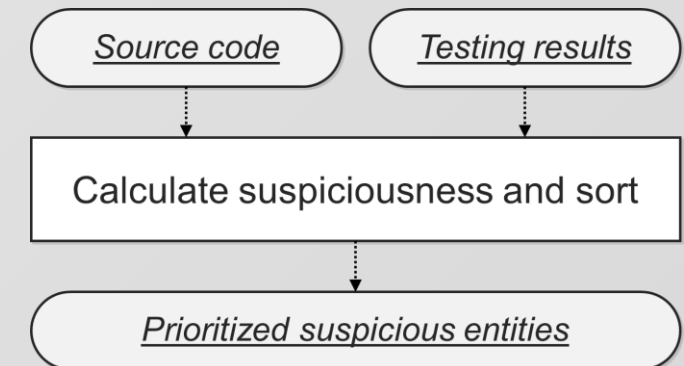 Source code
Testing results
Calculate suspiciousness and sort
Prioritized suspicious entities